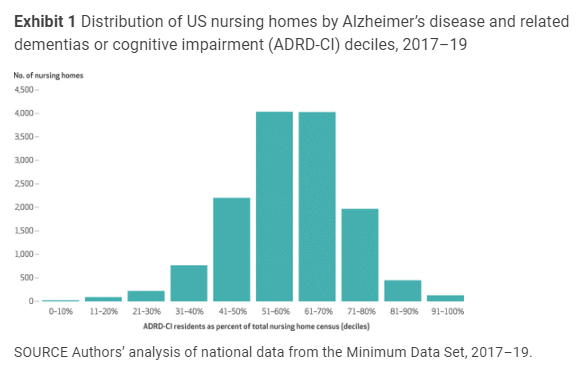 Exhibit 1 Distribution of US nursing homes by Alzheimer's disease and related
dementias or cognitive impairment (ADRD-CI) deciles, 2017–19
No. of nursing homes
4,500
4,000
3,500
3,000
2,500
2,000
1,500
1,000
500
0
0-10% 11-20% 21-30% 31-40% 41-50% 51-60% 61-70% 71-80% 81-90% 91-100%
ADRD-CI residents as percent of total nursing home census (deciles)
SOURCE Authors' analysis of national data from the Minimum Data Set, 2017–19.